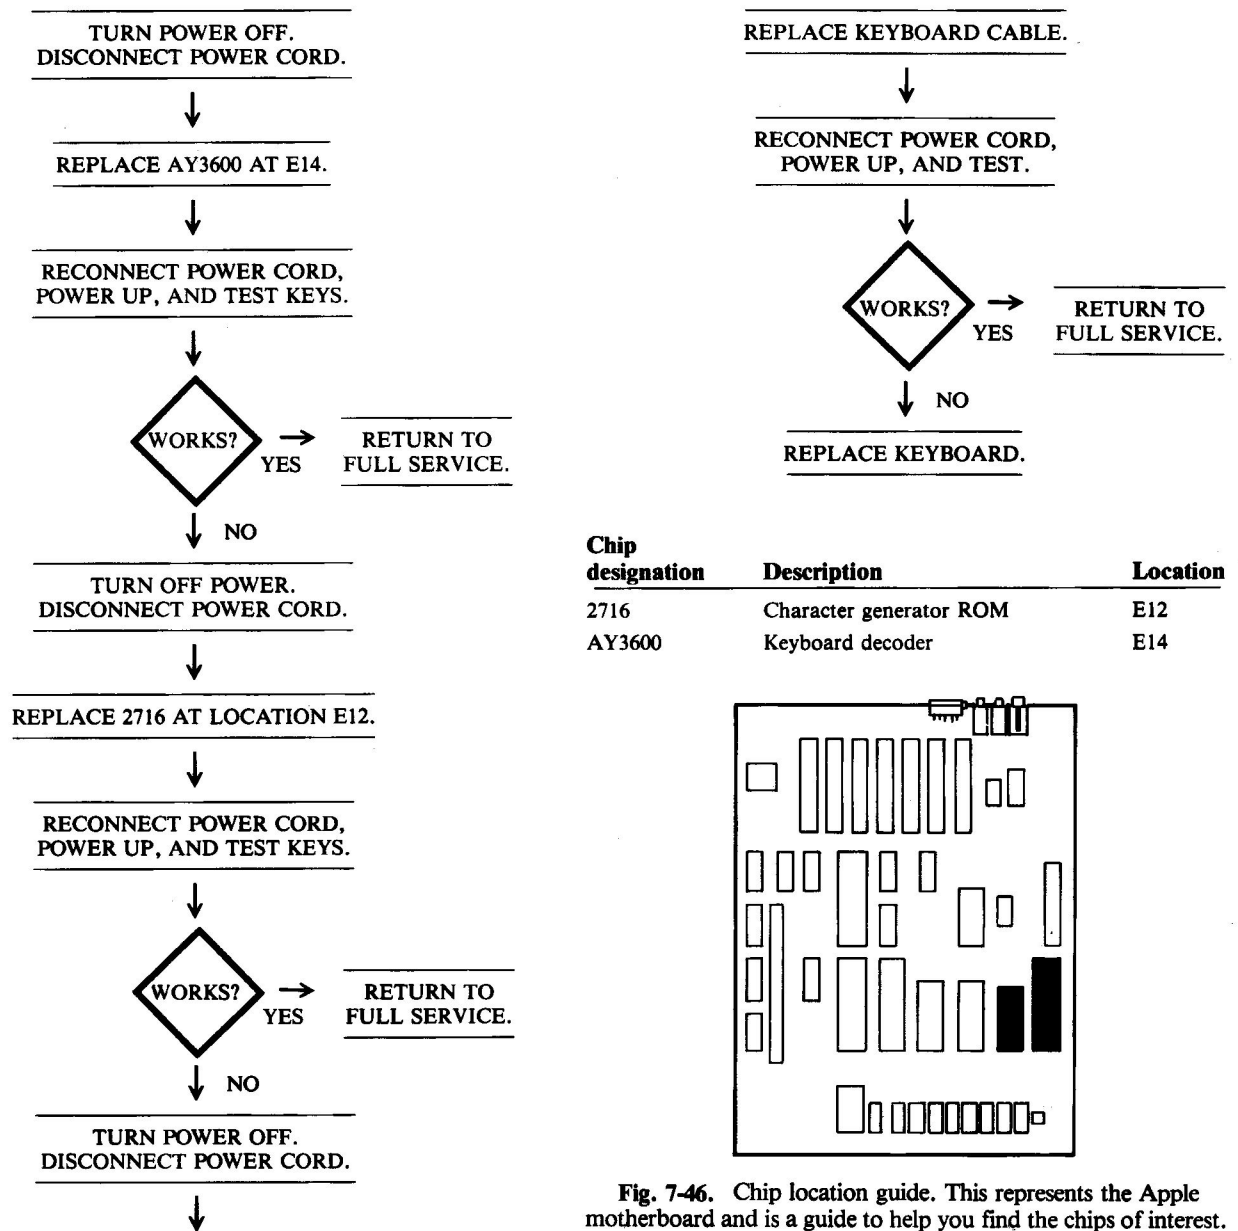 TURN POWER OFF.
DISCONNECT POWER CORD.
REPLACE AY3600 AT E14.
RECONNECT POWER CORD,
POWER UP, AND TEST KEYS.
WORKS?
YES
RETURN TO
FULL SERVICE.
NO
TURN OFF POWER.
DISCONNECT POWER CORD.
REPLACE 2716 AT LOCATION E12.
RECONNECT POWER CORD,
POWER UP, AND TEST KEYS.
WORKS?
YES
RETURN TO
FULL SERVICE.
NO
TURN POWER OFF.
DISCONNECT POWER CORD.
REPLACE KEYBOARD CABLE.
RECONNECT POWER CORD,
POWER UP, AND TEST.
WORKS?
YES
RETURN TO
FULL SERVICE.
NO
REPLACE KEYBOARD.
Chip
designation Description Location
2716 Character generator ROM E12
AY3600 Keyboard decoder E14
Fig. 7-46. Chip location guide. This represents the Apple
motherboard and is a guide to help you find the chips of interest.